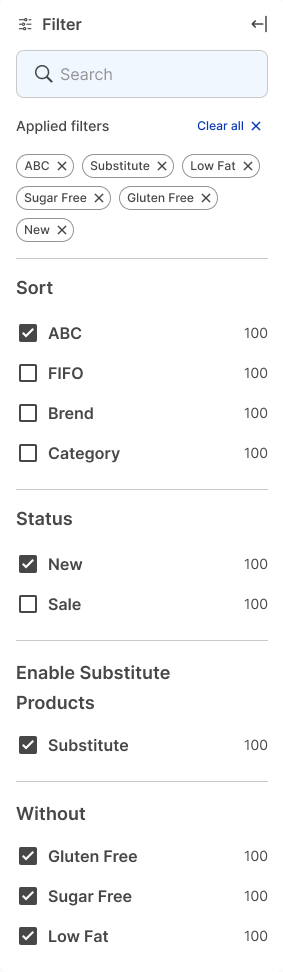 Filter
Search
Applied filters Clear all
ABC Substitute Low Fat
Sugar Free Gluten Free
New
Sort
ABC 100
FIFO 100
Brend 100
Category 100
Status
New 100
Sale 100
Enable Substitute
Products
Substitute 100
Without
Gluten Free 100
Sugar Free 100
Low Fat 100